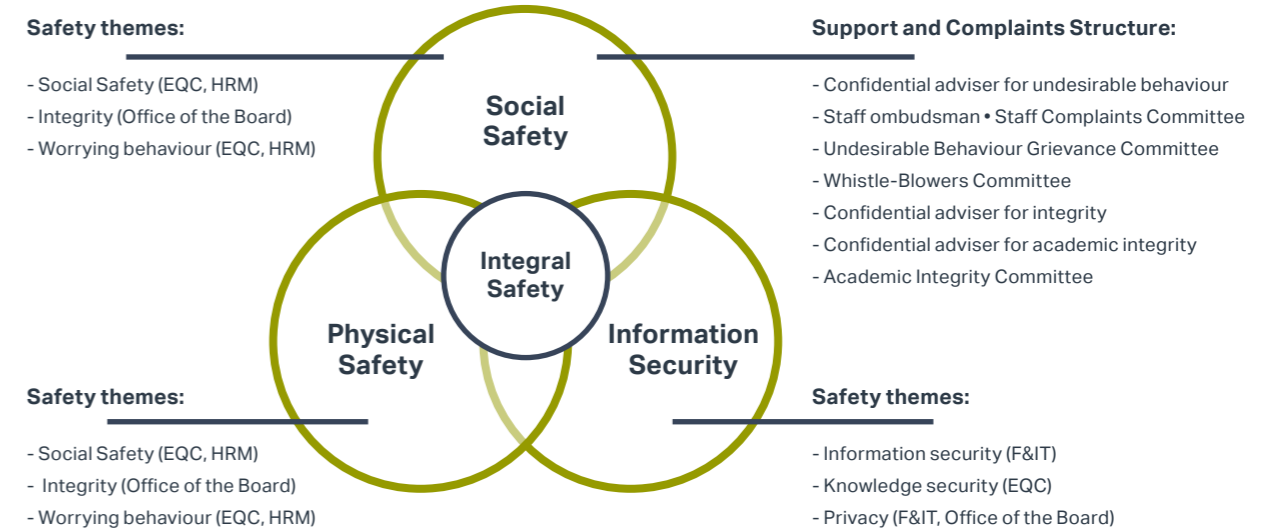 Safety themes:
- Social Safety (EQC, HRM)
- Integrity (Office of the Board)
- Worrying behaviour (EQC, HRM)
Support and Complaints Structure:
- Confidential adviser for undesirable behaviour
- Staff ombudsman • Staff Complaints Committee
- Undesirable Behaviour Grievance Committee
- Whistle-Blowers Committee
- Confidential adviser for integrity
- Confidential adviser for academic integrity
- Academic Integrity Committee
Social
Safety
Integral
Safety
Physical
Safety
Information
Security
Safety themes:
- Social Safety (EQC, HRM)
- Integrity (Office of the Board)
- Worrying behaviour (EQC, HRM)
Safety themes:
- Information security (F&IT)
- Knowledge security (EQC)
- Privacy (F&IT, Office of the Board)